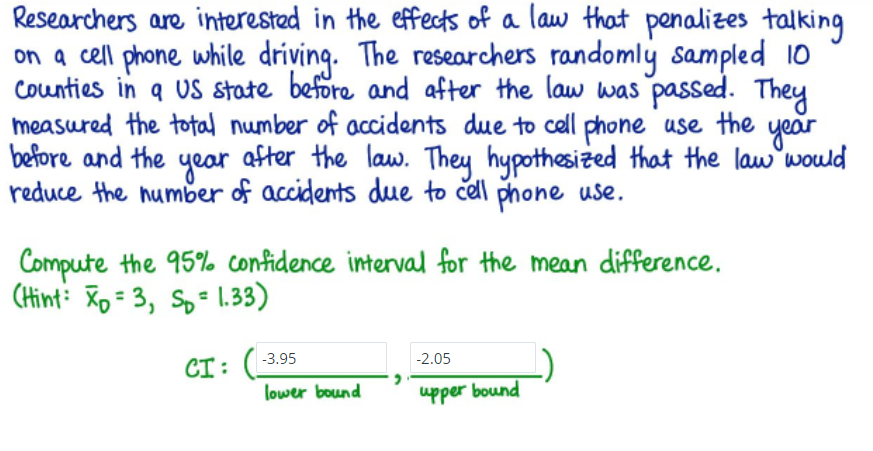 Researchers are interested in the effects of a law that penalizes talking
on a cell phone while driving. The researchers randomly sampled 10
Counties in a US state before and after the law was passed. They
measured the total number of accidents due to cell phone use the year
before and the year after the law. They hypothesized that the law would
reduce the number of accidents due to cell phone use.
Compute the 95% confidence interval for the mean difference.
(Hint: x̄_D = 3, S_D = 1.33)
CI: (-3.95, -2.05)
lower bound upper bound